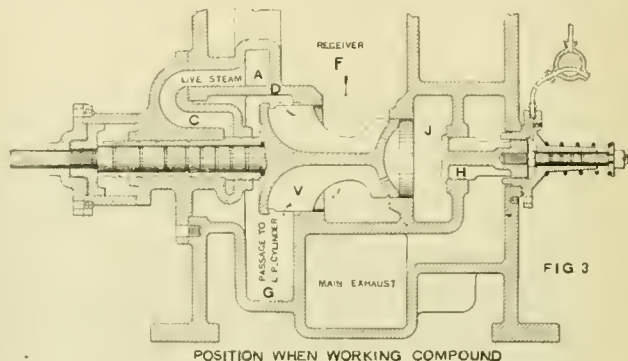 RECEIVER
F
LIVE STEAM
A
D
C
J
H
V
PASSAGE TO
L.P. CYLINDER
G
MAIN EXHAUST
FIG. 3
POSITION WHEN WORKING COMPOUND